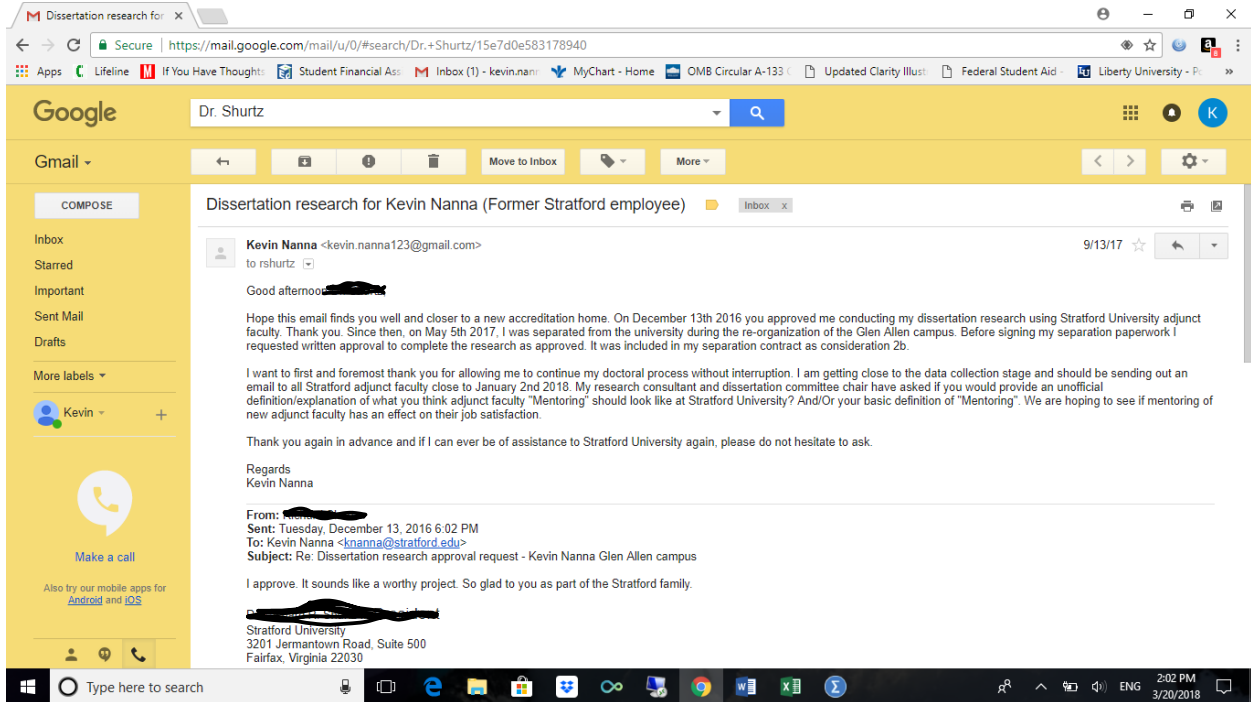 Dissertation research for
Secure | https://mail.google.com/mail/u/0/#search/Dr.+Shurtz/15e7d0e583178940
Apps Lifeline If You Have Thoughts Student Financial Ass Inbox (1) - kevin.nann MyChart - Home OMB Circular A-133 Updated Clarity Illust Federal Student Aid - Liberty University - Po »
Google Dr. Shurtz K
Gmail Move to Inbox More
COMPOSE
Dissertation research for Kevin Nanna (Former Stratford employee) Inbox x
Inbox
Starred
Important
Sent Mail
Drafts
More labels
Kevin +
Make a call
Also try our mobile apps for
Android and iOS
Kevin Nanna <kevin.nanna123@gmail.com> 9/13/17
to rshurtz
Good afternoon
Hope this email finds you well and closer to a new accreditation home. On December 13th 2016 you approved me conducting my dissertation research using Stratford University adjunct
faculty. Thank you. Since then, on May 5th 2017, I was separated from the university during the re-organization of the Glen Allen campus. Before signing my separation paperwork I
requested written approval to complete the research as approved. It was included in my separation contract as consideration 2b.
I want to first and foremost thank you for allowing me to continue my doctoral process without interruption. I am getting close to the data collection stage and should be sending out an
email to all Stratford adjunct faculty close to January 2nd 2018. My research consultant and dissertation committee chair have asked if you would provide an unofficial
definition/explanation of what you think adjunct faculty "Mentoring" should look like at Stratford University? And/Or your basic definition of "Mentoring". We are hoping to see if mentoring of
new adjunct faculty has an effect on their job satisfaction.
Thank you again in advance and if I can ever be of assistance to Stratford University again, please do not hesitate to ask.
Regards
Kevin Nanna
From:
Sent: Tuesday, December 13, 2016 6:02 PM
To: Kevin Nanna <knanna@stratford.edu>
Subject: Re: Dissertation research approval request - Kevin Nanna Glen Allen campus
I approve. It sounds like a worthy project. So glad to you as part of the Stratford family.
Stratford University
3201 Jermantown Road, Suite 500
Fairfax, Virginia 22030
Type here to search ENG 2:02 PM
3/20/2018